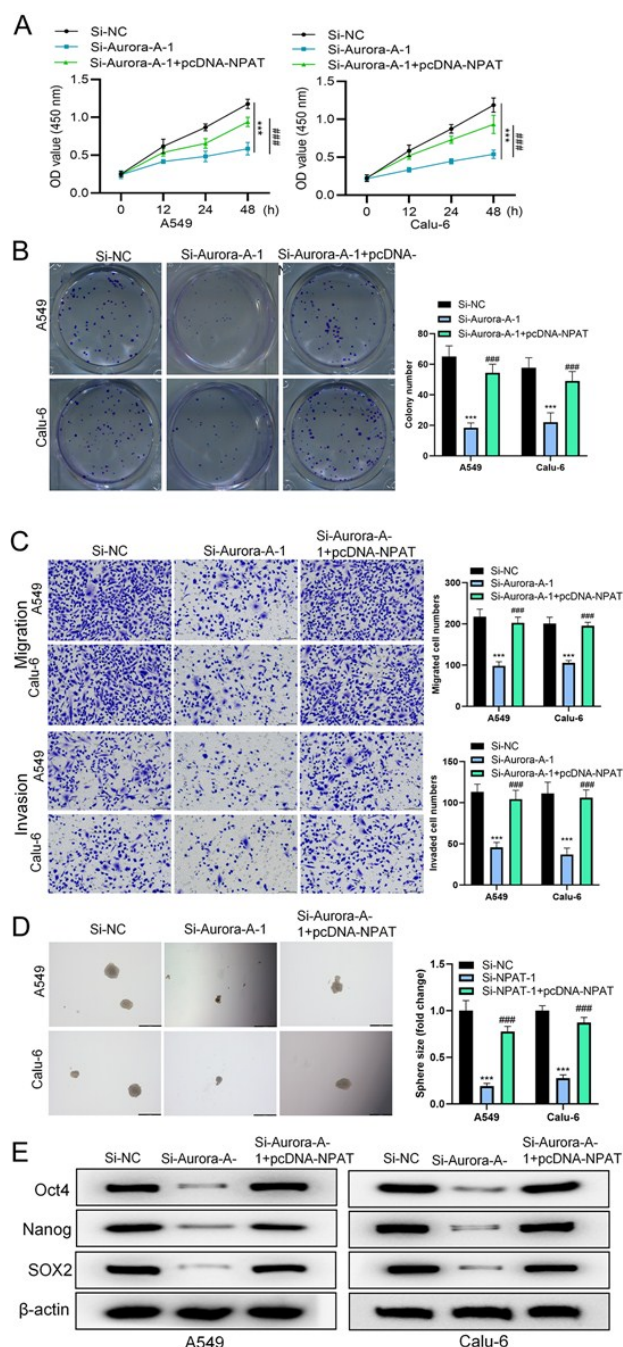 A
Si-NC
Si-Aurora-A-1
Si-Aurora-A-1+pcDNA-NPAT
OD value (450 nm)
1.5
1.0
0.5
0.0
0 12 24 48 (h)
A549
***
###
Si-NC
Si-Aurora-A-1
Si-Aurora-A-1+pcDNA-NPAT
OD value (450 nm)
1.5
1.0
0.5
0.0
0 12 24 48 (h)
Calu-6
***
###
B
Si-NC Si-Aurora-A-1 Si-Aurora-A-1+pcDNA-
A549
Calu-6
Si-NC
Si-Aurora-A-1
Si-Aurora-A-1+pcDNA-NPAT
Colony number
80
60
40
20
0
*** ### *** ###
A549 Calu-6
C
Si-NC Si-Aurora-A-1 Si-Aurora-A-
1+pcDNA-NPAT
Migration
A549
Calu-6
Invasion
A549
Calu-6
Si-NC
Si-Aurora-A-1
Si-Aurora-A-1+pcDNA-NPAT
Migrated cell numbers
300
200
100
0
*** ### *** ###
A549 Calu-6
Si-NC
Si-Aurora-A-1
Si-Aurora-A-1+pcDNA-NPAT
Invaded cell numbers
150
100
50
0
*** ### *** ###
A549 Calu-6
D
Si-NC Si-Aurora-A-1 Si-Aurora-A-
1+pcDNA-NPAT
A549
Calu-6
Si-NC
Si-NPAT-1
Si-NPAT-1+pcDNA-NPAT
Sphere size (fold change)
1.5
1.0
0.5
0.0
*** ### *** ###
A549 Calu-6
E
Si-NC Si-Aurora-A- Si-Aurora-A-
1+pcDNA-NPAT
Si-NC Si-Aurora-A- Si-Aurora-A-
1+pcDNA-NPAT
Oct4
Nanog
SOX2
β-actin
A549 Calu-6